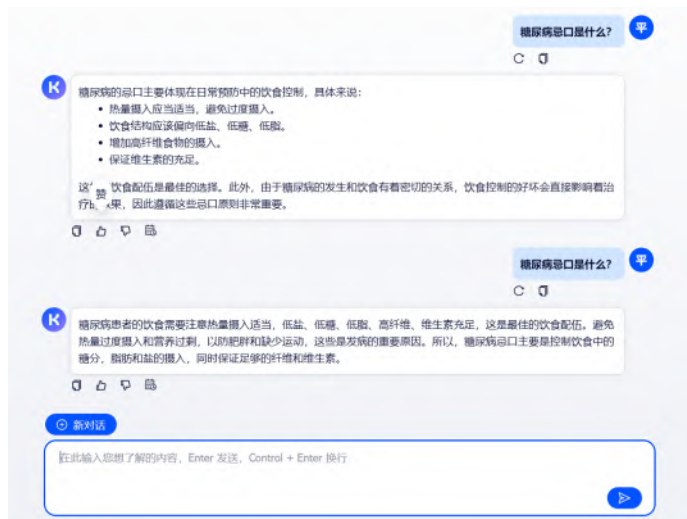 糖尿病忌口是什么?
平
K
糖尿病的忌口主要体现在日常预防中的饮食控制，具体来说：
• 热量摄入应当适当，避免过度摄入。
• 饮食结构应该偏向低盐、低糖、低脂。
• 增加高纤维食物的摄入。
• 保证维生素的充足。
这 饮食配伍是最佳的选择。此外，由于糖尿病的发生和饮食有着密切的关系，饮食控制的好坏会直接影响着治
赞
疗 果，因此遵循这些忌口原则非常重要。
糖尿病忌口是什么?
平
K
糖尿病患者的饮食需要注意热量摄入适当，低盐、低糖、低脂、高纤维、维生素充足，这是最佳的饮食配伍。避免
热量过度摄入和营养过剩，以防肥胖和缺少运动，这些是发病的重要原因。所以，糖尿病忌口主要是控制饮食中的
糖分，脂肪和盐的摄入，同时保证足够的纤维和维生素。
新对话
在此输入您想了解的内容，Enter 发送，Control + Enter 换行